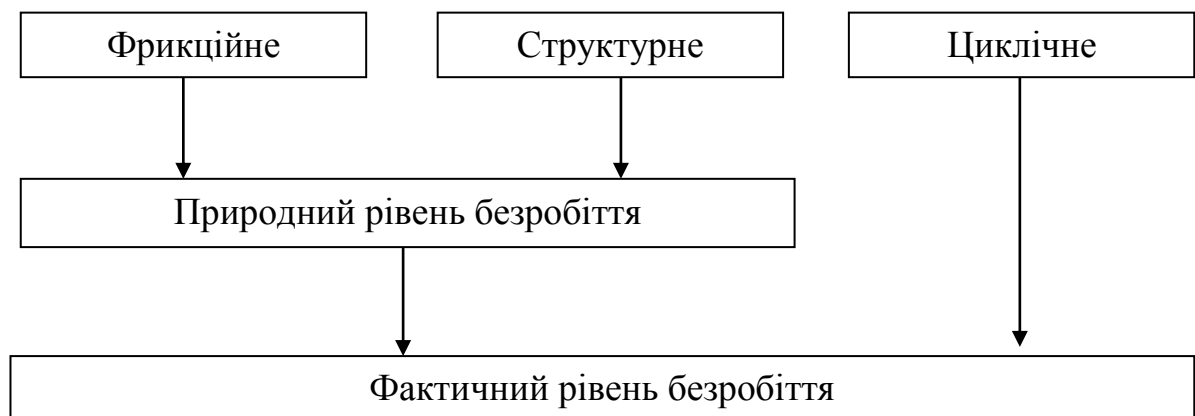 Фрикційне
Структурне
Циклічне
Природний рівень безробіття
Фактичний рівень безробіття